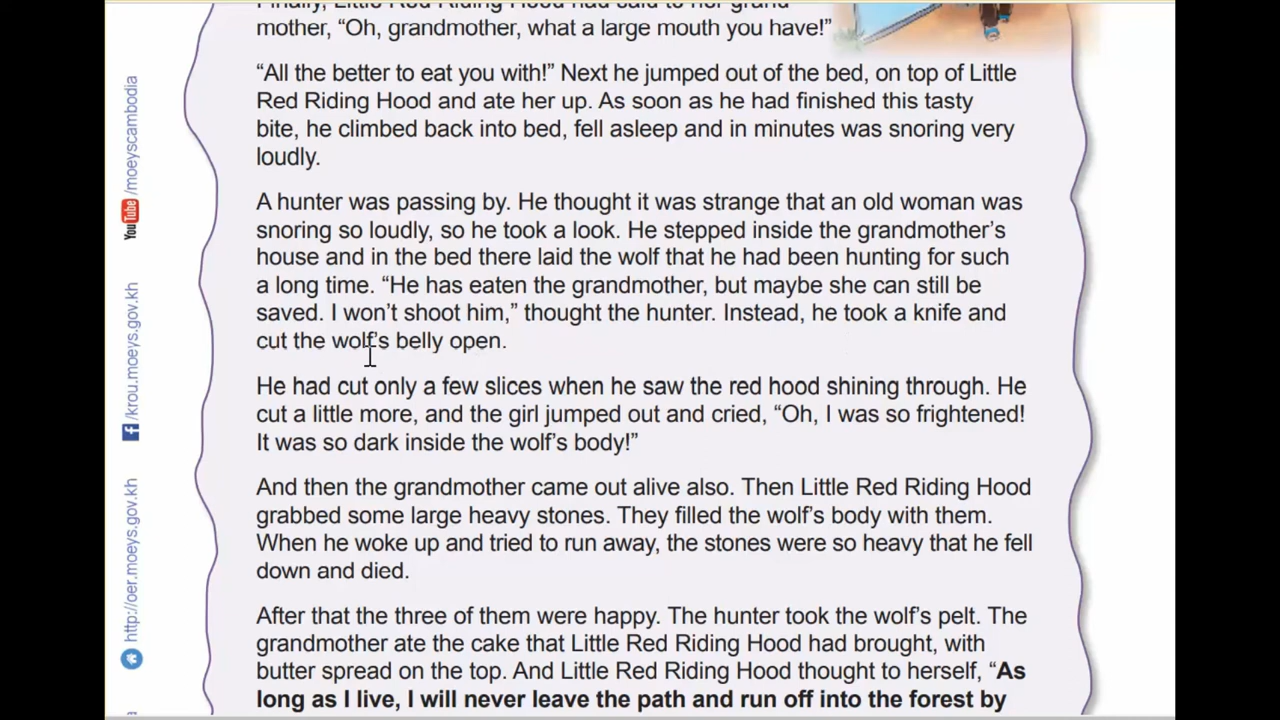 Finally, Little Red Riding Hood had said to her grand-
mother, “Oh, grandmother, what a large mouth you have!”
“All the better to eat you with!” Next he jumped out of the bed, on top of Little
Red Riding Hood and ate her up. As soon as he had finished this tasty
bite, he climbed back into bed, fell asleep and in minutes was snoring very
loudly.
A hunter was passing by. He thought it was strange that an old woman was
snoring so loudly, so he took a look. He stepped inside the grandmother’s
house and in the bed there laid the wolf that he had been hunting for such
a long time. “He has eaten the grandmother, but maybe she can still be
saved. I won’t shoot him,” thought the hunter. Instead, he took a knife and
cut the wolf’s belly open.
He had cut only a few slices when he saw the red hood shining through. He
cut a little more, and the girl jumped out and cried, “Oh, I was so frightened!
It was so dark inside the wolf’s body!”
And then the grandmother came out alive also. Then Little Red Riding Hood
grabbed some large heavy stones. They filled the wolf’s body with them.
When he woke up and tried to run away, the stones were so heavy that he fell
down and died.
After that the three of them were happy. The hunter took the wolf’s pelt. The
grandmother ate the cake that Little Red Riding Hood had brought, with
butter spread on the top. And Little Red Riding Hood thought to herself, “As
long as I live, I will never leave the path and run off into the forest by
YouTube /moeyscambodia
f /krou.moeys.gov.kh
http://oer.moeys.gov.kh